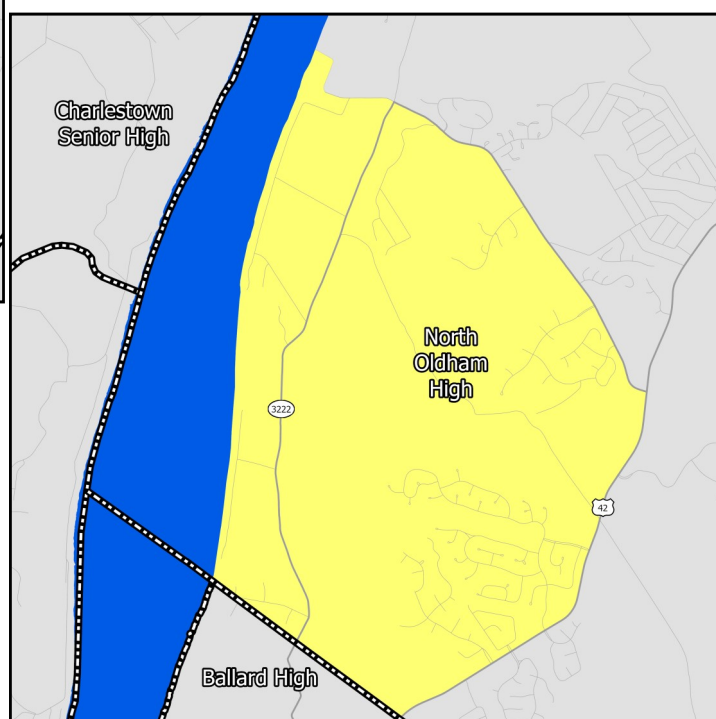 Charlestown
Senior High
North
Oldham
High
3222
42
Ballard High